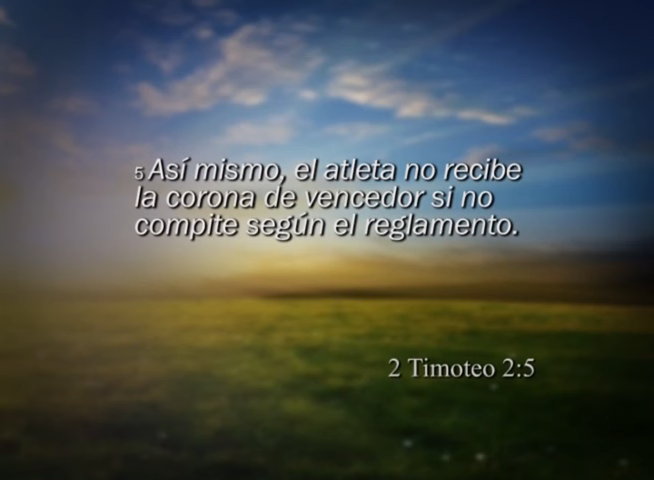 5 Así mismo, el atleta no recibe
la corona de vencedor si no
compite según el reglamento.
2 Timoteo 2:5